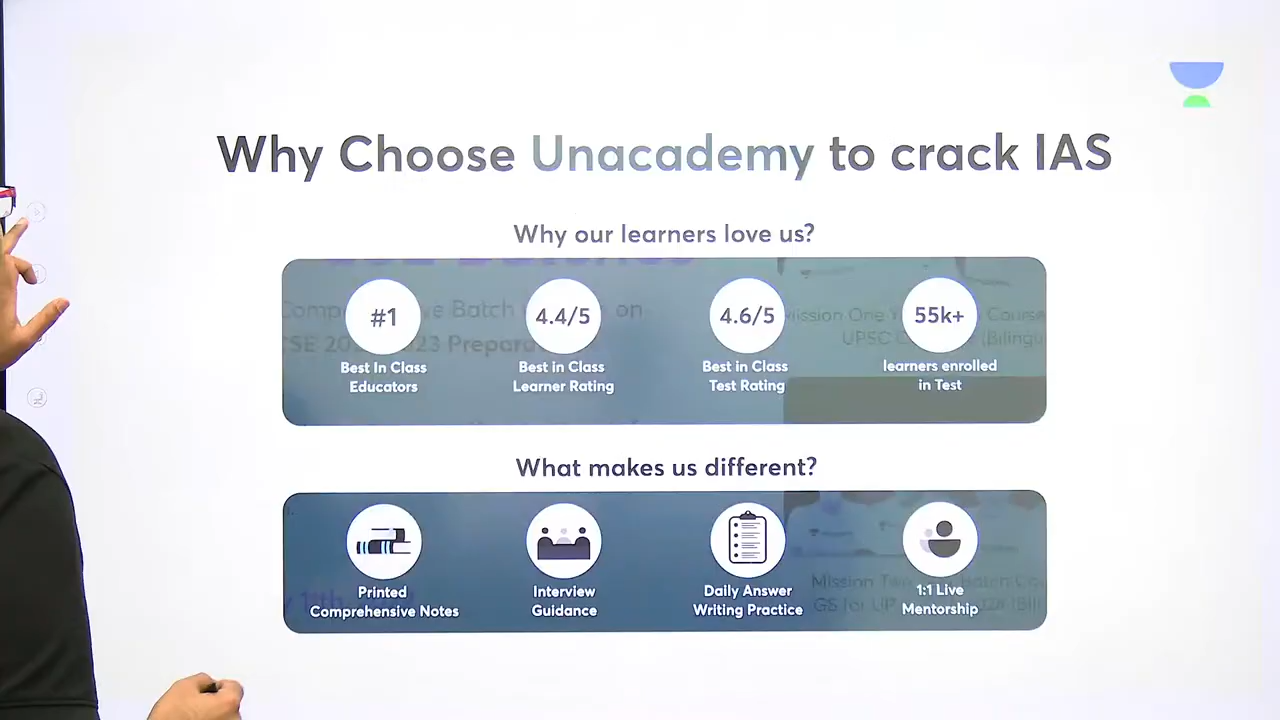 Why Choose Unacademy to crack IAS
Why our learners love us?
#1
Best In Class
Educators
4.4/5
Best in Class
Learner Rating
4.6/5
Best in Class
Test Rating
55k+
learners enrolled
in Test
What makes us different?
Printed
Comprehensive Notes
Interview
Guidance
Daily Answer
Writing Practice
1:1 Live
Mentorship